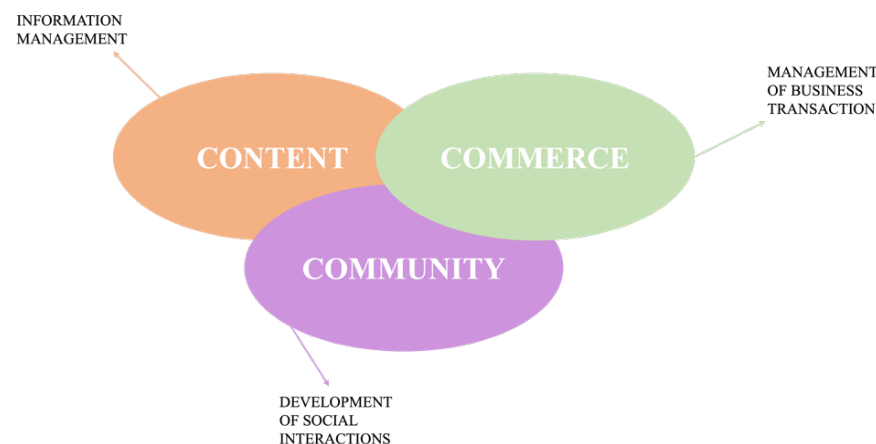 INFORMATION
MANAGEMENT
MANAGEMENT
OF BUSINESS
TRANSACTION
CONTENT
COMMERCE
COMMUNITY
DEVELOPMENT
OF SOCIAL
INTERACTIONS